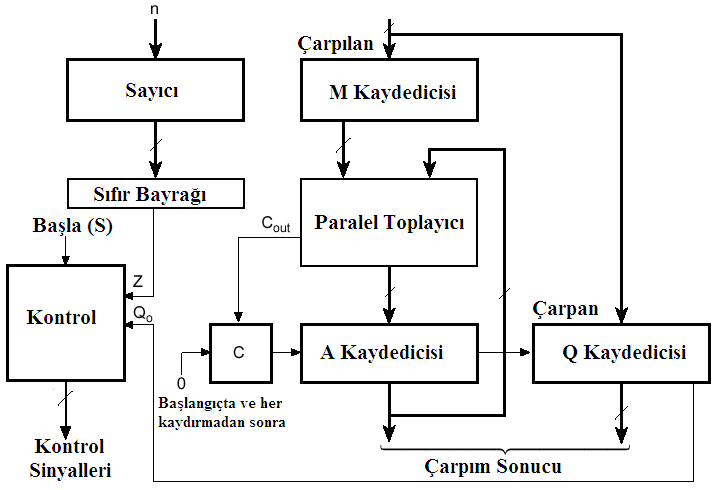 n
Çarpılan
Sayıcı
M Kaydedicisi
Sıfır Bayrağı
Başla (S)
Cout
Paralel Toplayıcı
Z
Qo
Kontrol
Çarpan
C
A Kaydedicisi
Q Kaydedicisi
0
Başlangıçta ve her
kaydırmadan sonra
Kontrol
Sinyalleri
Çarpım Sonucu